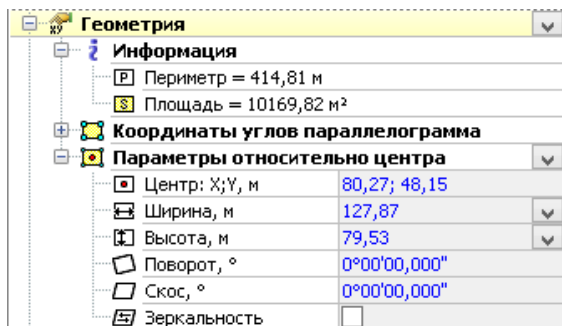 Геометрия
Информация
P Периметр = 414,81 м
S Площадь = 10169,82 м²
Координаты углов параллелограмма
Параметры относительно центра
Центр: X;Y, м 80,27; 48,15
Ширина, м 127,87
Высота, м 79,53
Поворот, ° 0°00'00,000"
Скос, ° 0°00'00,000"
Зеркальность